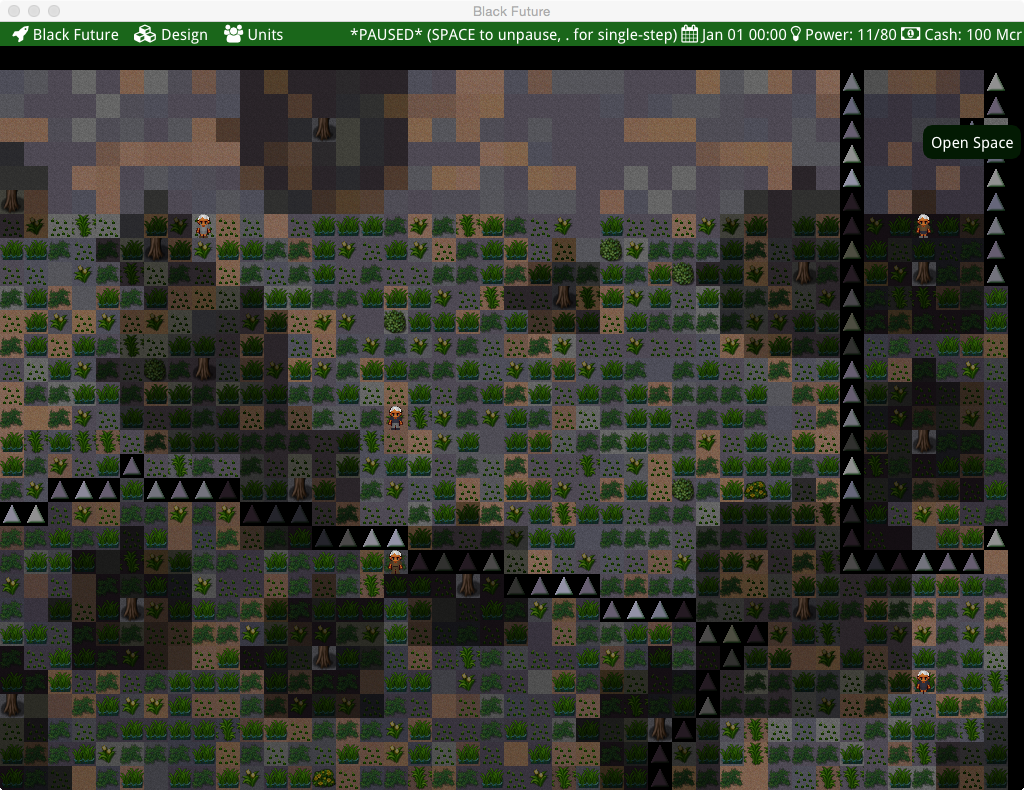 Black Future
Black Future Design Units *PAUSED* (SPACE to unpause, . for single-step) Jan 01 00:00 Power: 11/80 Cash: 100 Mcr
Open Space